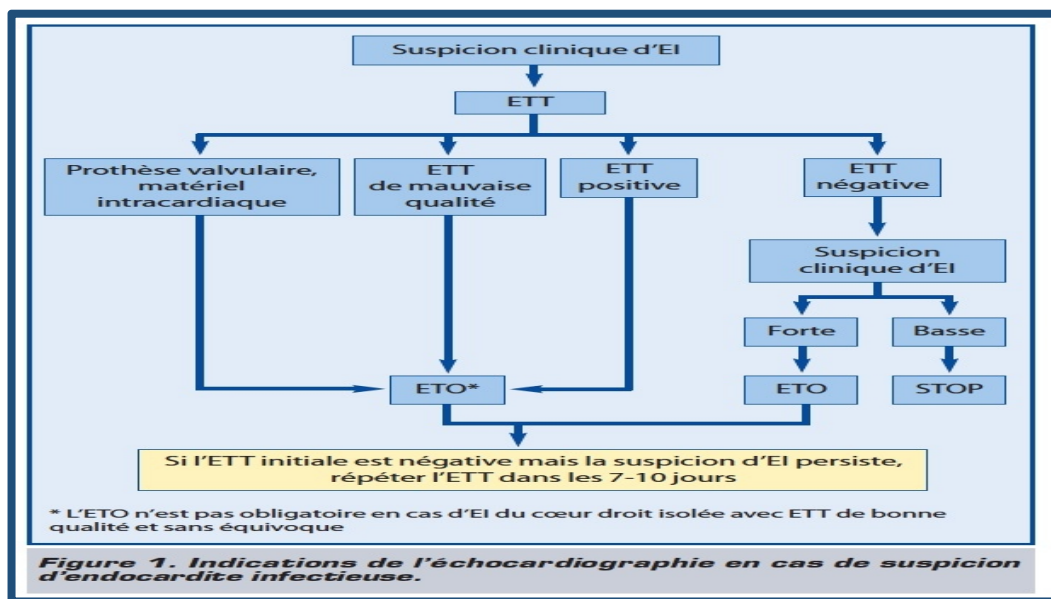 Suspicion clinique d'EI
ETT
Prothèse valvulaire,
matériel
intracardiaque
ETT
de mauvaise
qualité
ETT
positive
ETT
négative
Suspicion
clinique d'EI
Forte
Basse
ETO*
ETO
STOP
Si l'ETT initiale est négative mais la suspicion d'EI persiste,
répéter l'ETT dans les 7-10 jours
* L'ETO n'est pas obligatoire en cas d'EI du cœur droit isolée avec ETT de bonne
qualité et sans équivoque
Figure 1. Indications de l'échocardiographie en cas de suspicion
d'endocardite infectieuse.